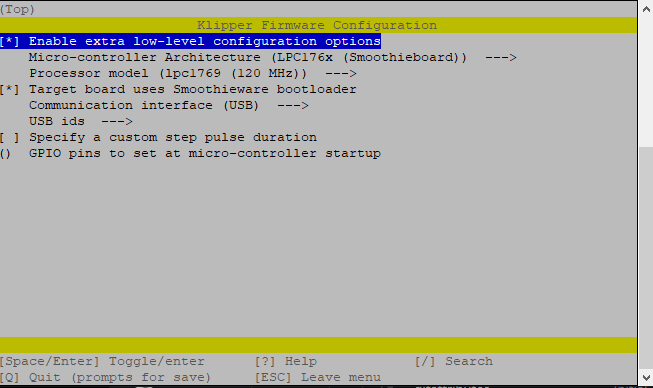 (Top)
Klipper Firmware Configuration
[*] Enable extra low-level configuration options
Micro-controller Architecture (LPC176x (Smoothieboard))  --->
Processor model (lpc1769 (120 MHz))  --->
[*] Target board uses Smoothieware bootloader
Communication interface (USB)  --->
USB ids  --->
[ ] Specify a custom step pulse duration
()  GPIO pins to set at micro-controller startup
[Space/Enter] Toggle/enter [?] Help [/] Search
[Q] Quit (prompts for save) [ESC] Leave menu